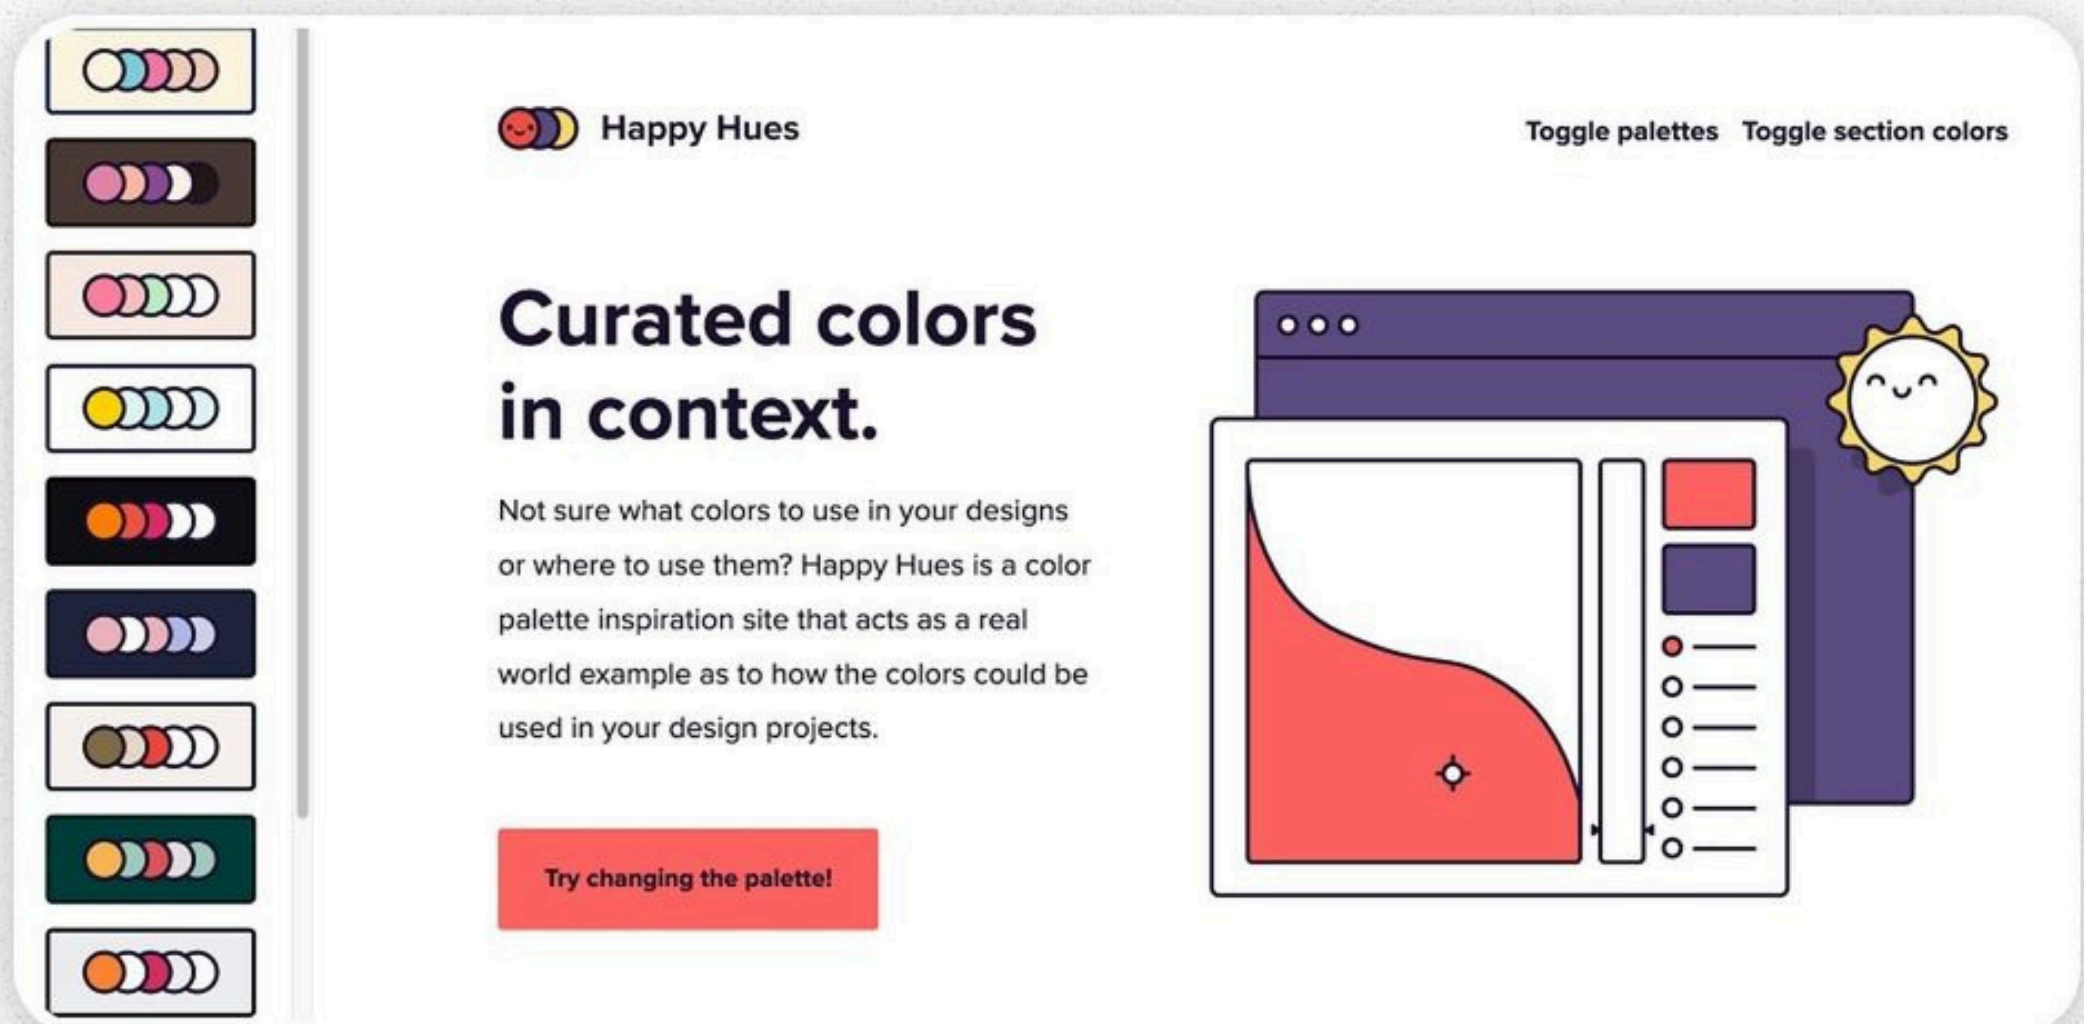 Happy Hues
Toggle palettes Toggle section colors
Curated colors
in context.
Not sure what colors to use in your designs
or where to use them? Happy Hues is a color
palette inspiration site that acts as a real
world example as to how the colors could be
used in your design projects.
Try changing the palette!